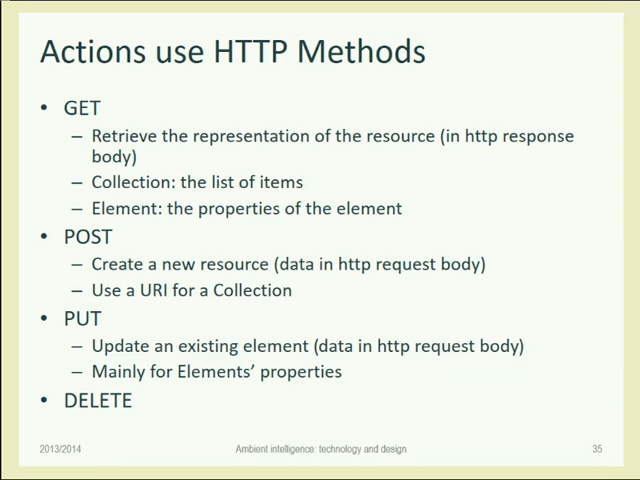 Actions use HTTP Methods
• GET
– Retrieve the representation of the resource (in http response
body)
– Collection: the list of items
– Element: the properties of the element
• POST
– Create a new resource (data in http request body)
– Use a URI for a Collection
• PUT
– Update an existing element (data in http request body)
– Mainly for Elements’ properties
• DELETE
2013/2014
Ambient intelligence: technology and design
35